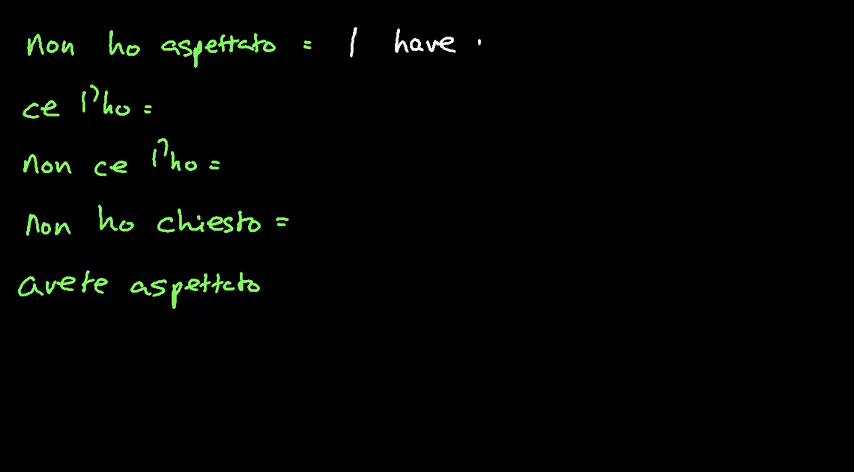 non ho aspettato = I have
ce l'ho =
non ce l'ho =
non ho chiesto =
avete aspettato